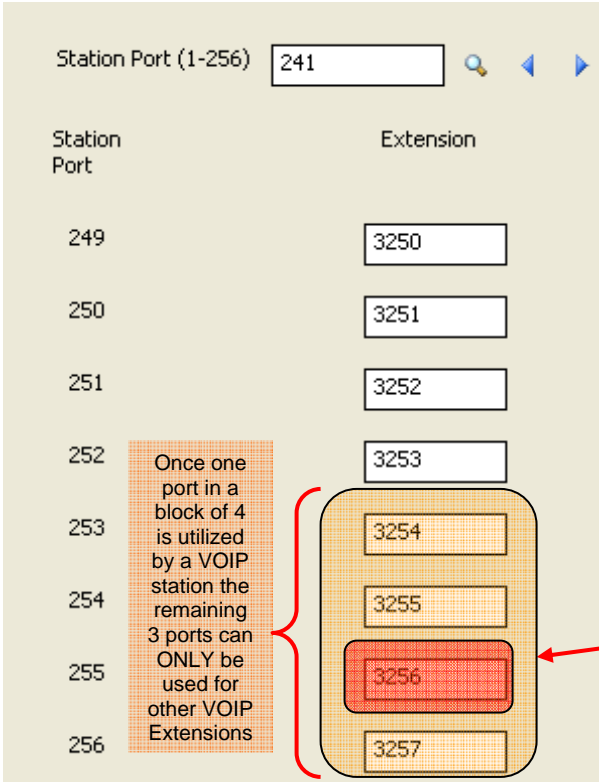 Station Port (1-256) 241
Station Extension
Port
249 3250
250 3251
251 3252
252 3253
253 3254
254 3255
255 3256
256 3257
Once one
port in a
block of 4
is utilized
by a VOIP
station the
remaining
3 ports can
ONLY be
used for
other VOIP
Extensions